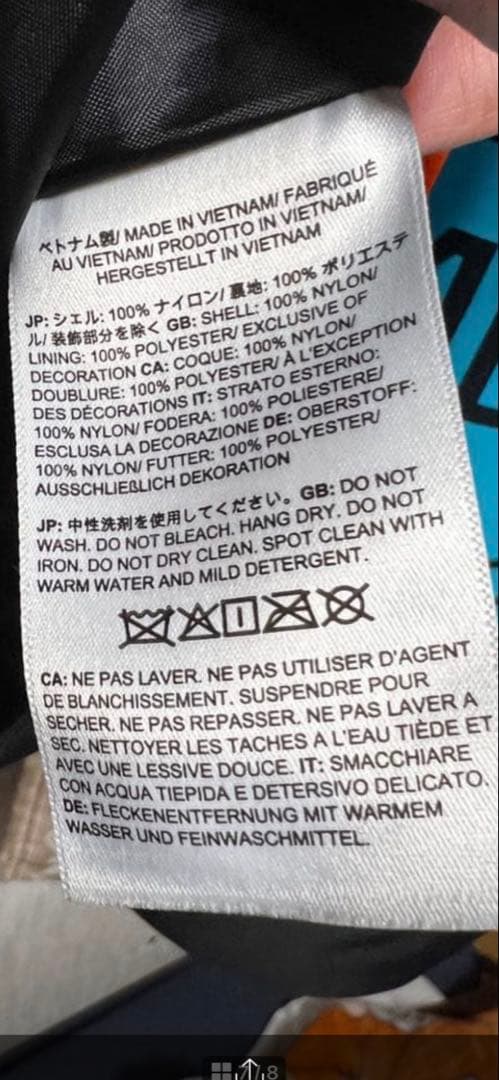 ベトナム製/ MADE IN VIETNAM/ FABRIQUÉ
AU VIETNAM/ PRODOTTO IN VIETNAM/
HERGESTELLT IN VIETNAM
JP: シェル: 100% ナイロン/ 裏地: 100% ポリエステ
ル/ 装飾部分を除く GB: SHELL: 100% NYLON/
LINING: 100% POLYESTER/ EXCLUSIVE OF
DECORATION CA: COQUE: 100% NYLON/
DOUBLURE: 100% POLYESTER/ À L'EXCEPTION
DES DÉCORATIONS IT: STRATO ESTERNO:
100% NYLON/ FODERA: 100% POLIESTERE/
ESCLUSA LA DECORAZIONE DE: OBERSTOFF:
100% NYLON/ FUTTER: 100% POLYESTER/
AUSSCHLIEßLICH DEKORATION
JP: 中性洗剤を使用してください。GB: DO NOT
WASH. DO NOT BLEACH. HANG DRY. DO NOT
IRON. DO NOT DRY CLEAN. SPOT CLEAN WITH
WARM WATER AND MILD DETERGENT.
CA: NE PAS LAVER. NE PAS UTILISER D'AGENT
DE BLANCHISSEMENT. SUSPENDRE POUR
SECHER. NE PAS REPASSER. NE PAS LAVER A
SEC. NETTOYER LES TACHES A L'EAU TIÈDE ET
AVEC UNE LESSIVE DOUCE. IT: SMACCHIARE
CON ACQUA TIEPIDA E DETERSIVO DELICATO.
DE: FLECKENENTFERNUNG MIT WARMEM
WASSER UND FEINWASCHMITTEL.